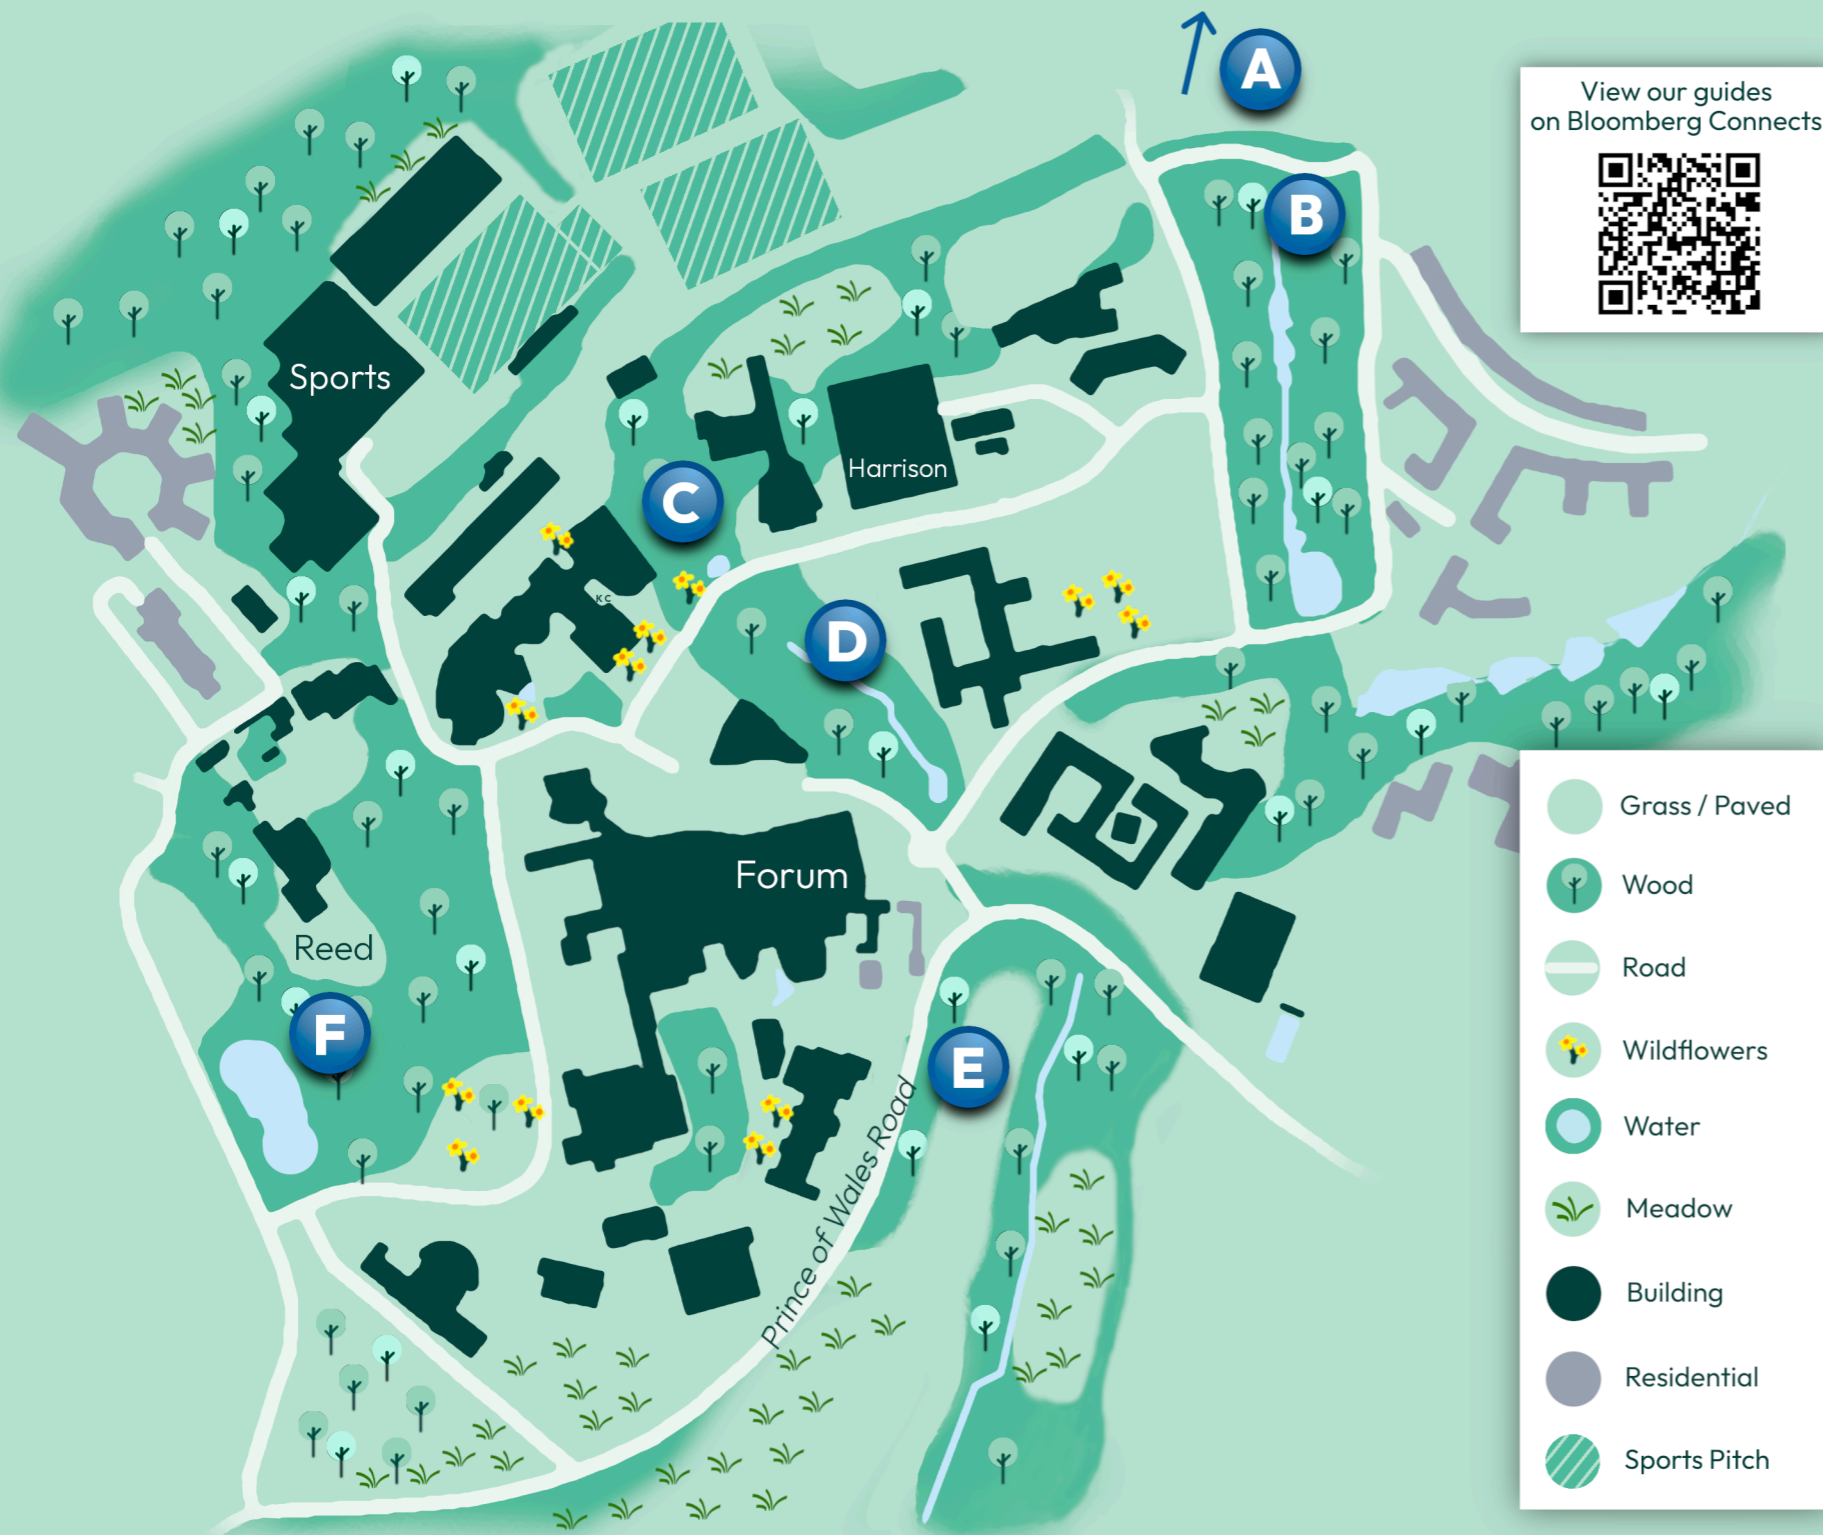 A
View our guides
on Bloomberg Connects
B
Sports
Harrison
C
KC
D
Forum
Reed
F
E
Prince of Wales Road
Grass / Paved
Wood
Road
Wildflowers
Water
Meadow
Building
Residential
Sports Pitch